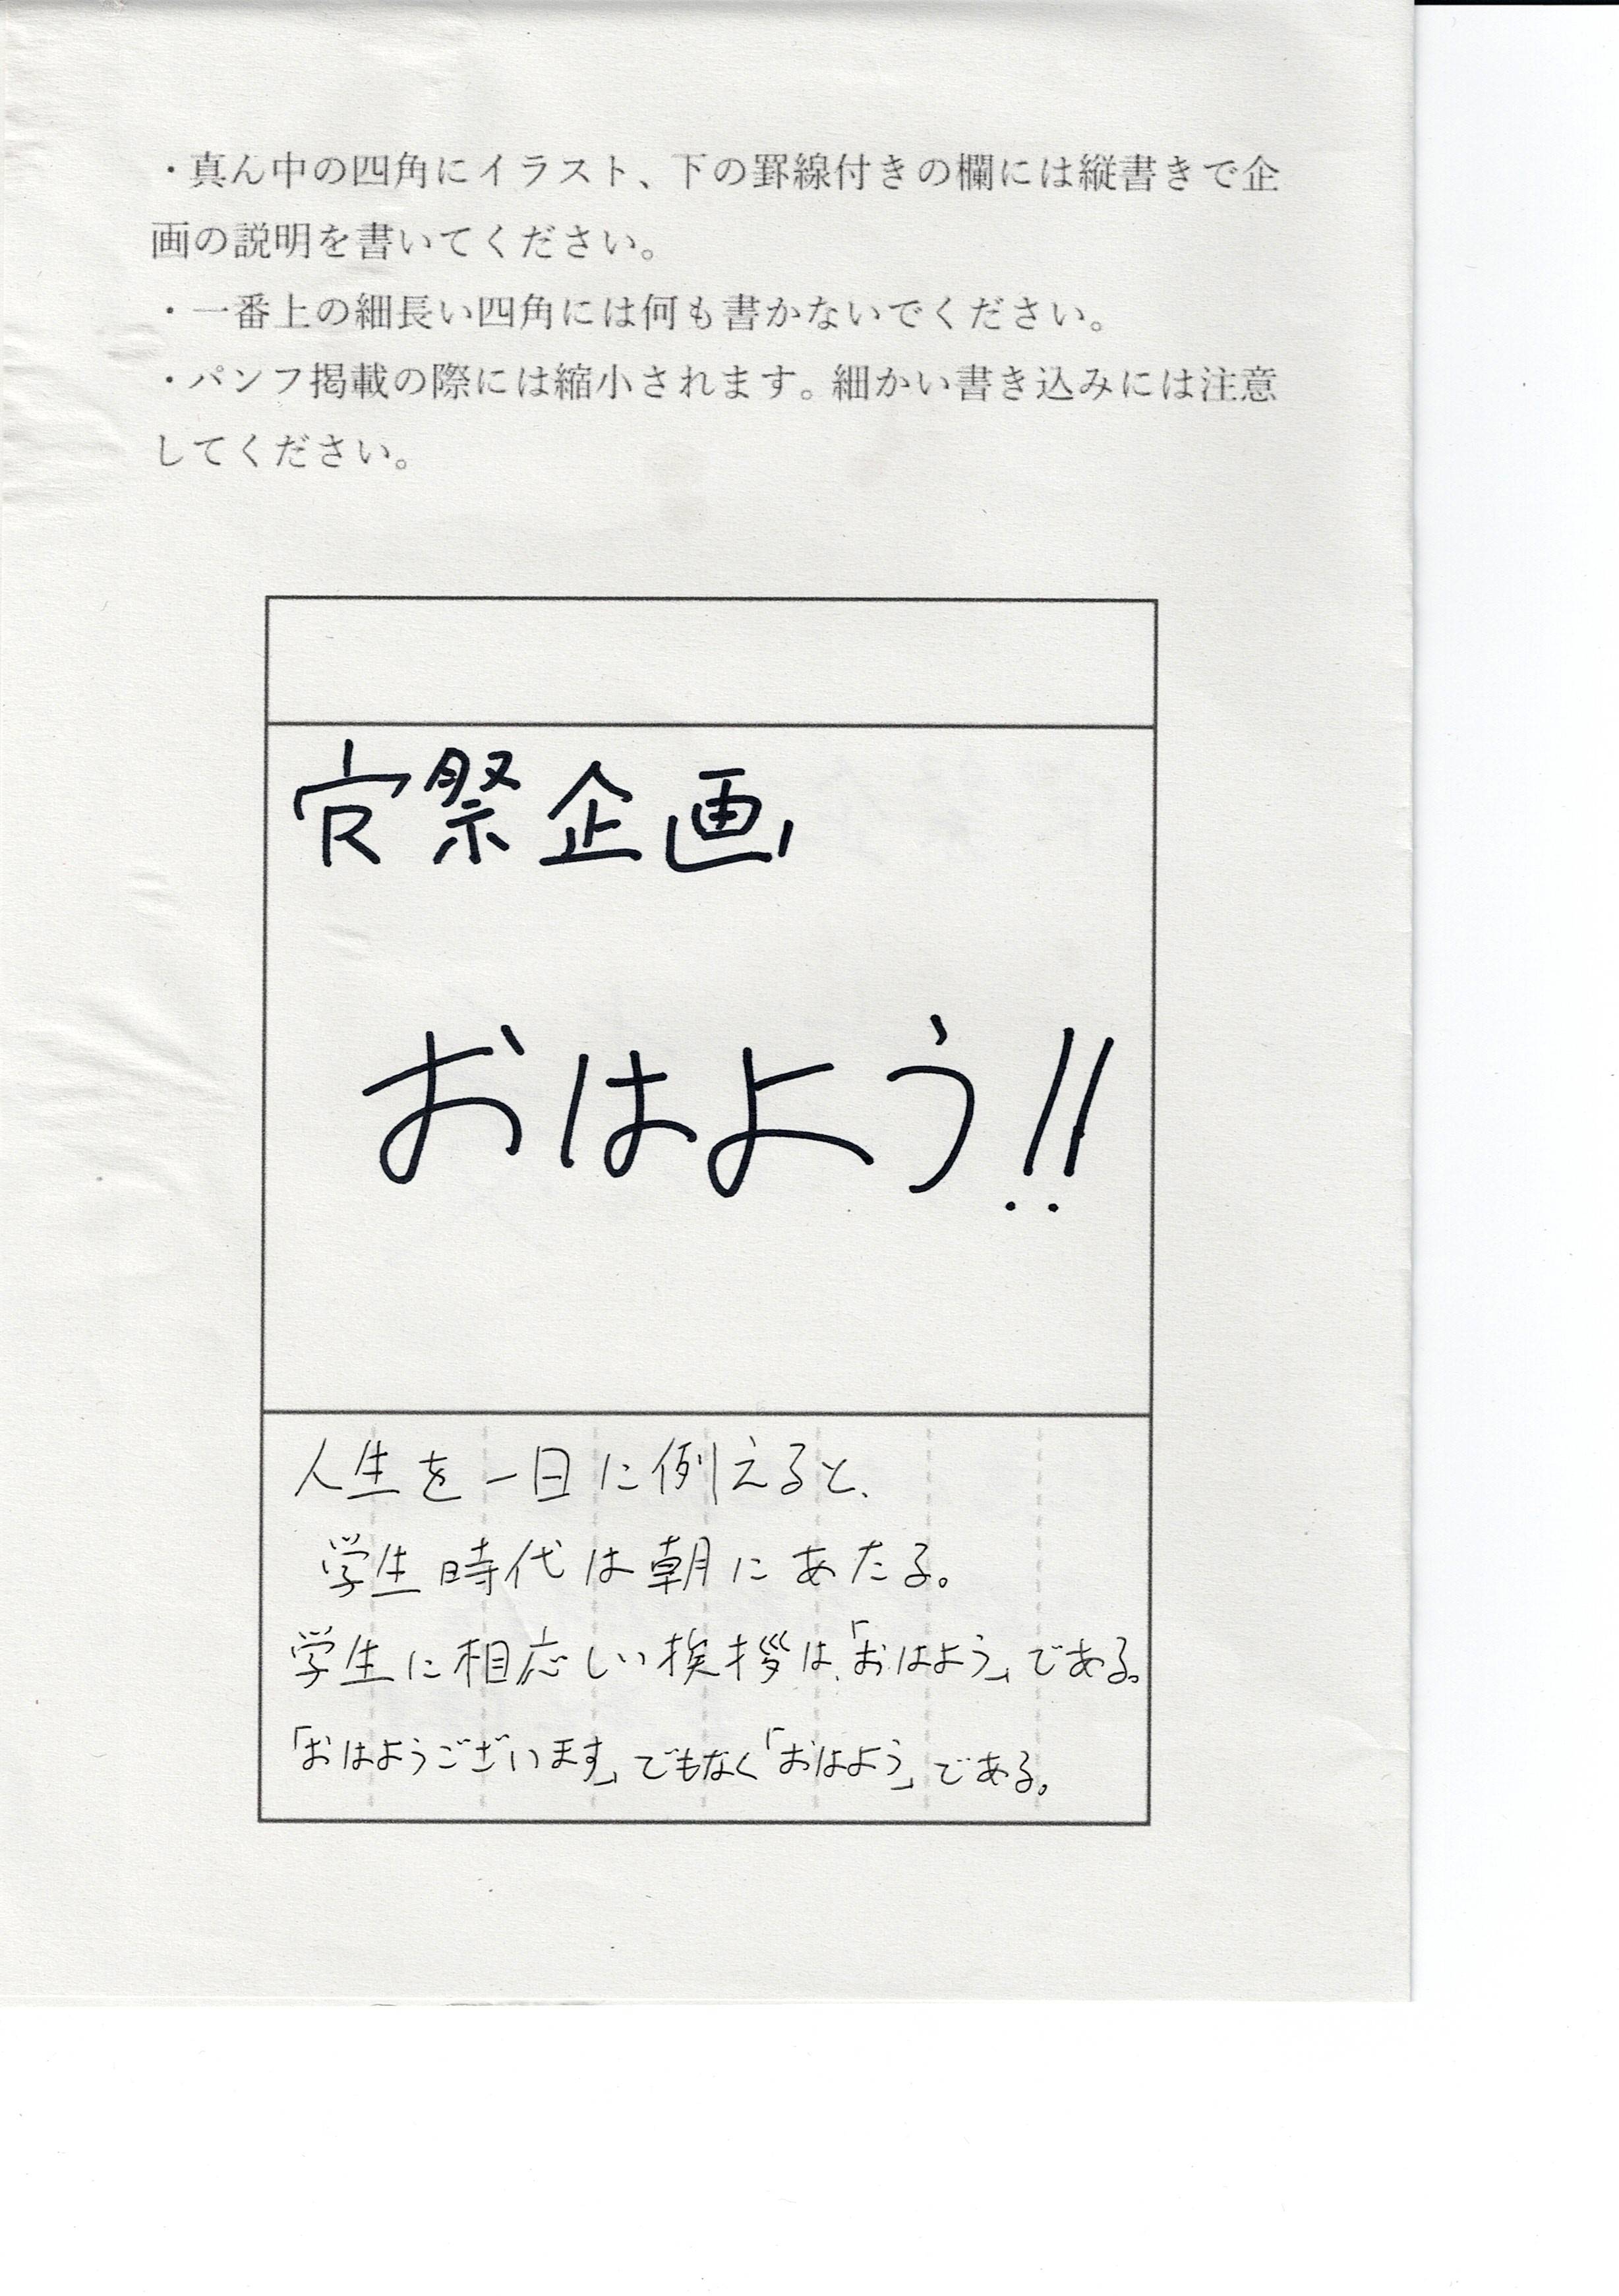 ・真ん中の四角にイラスト、下の罫線付きの欄には縦書きで企
画の説明を書いてください。
・一番上の細長い四角には何も書かないでください。
・パンフ掲載の際には縮小されます。細かい書き込みには注意
してください。
寮祭企画
おはよう!!
人生を一日に例えると、
学生時代は朝にあたる。
学生に相応しい挨拶は、「おはよう」である。
「おはようございます」でもなく「おはよう」である。